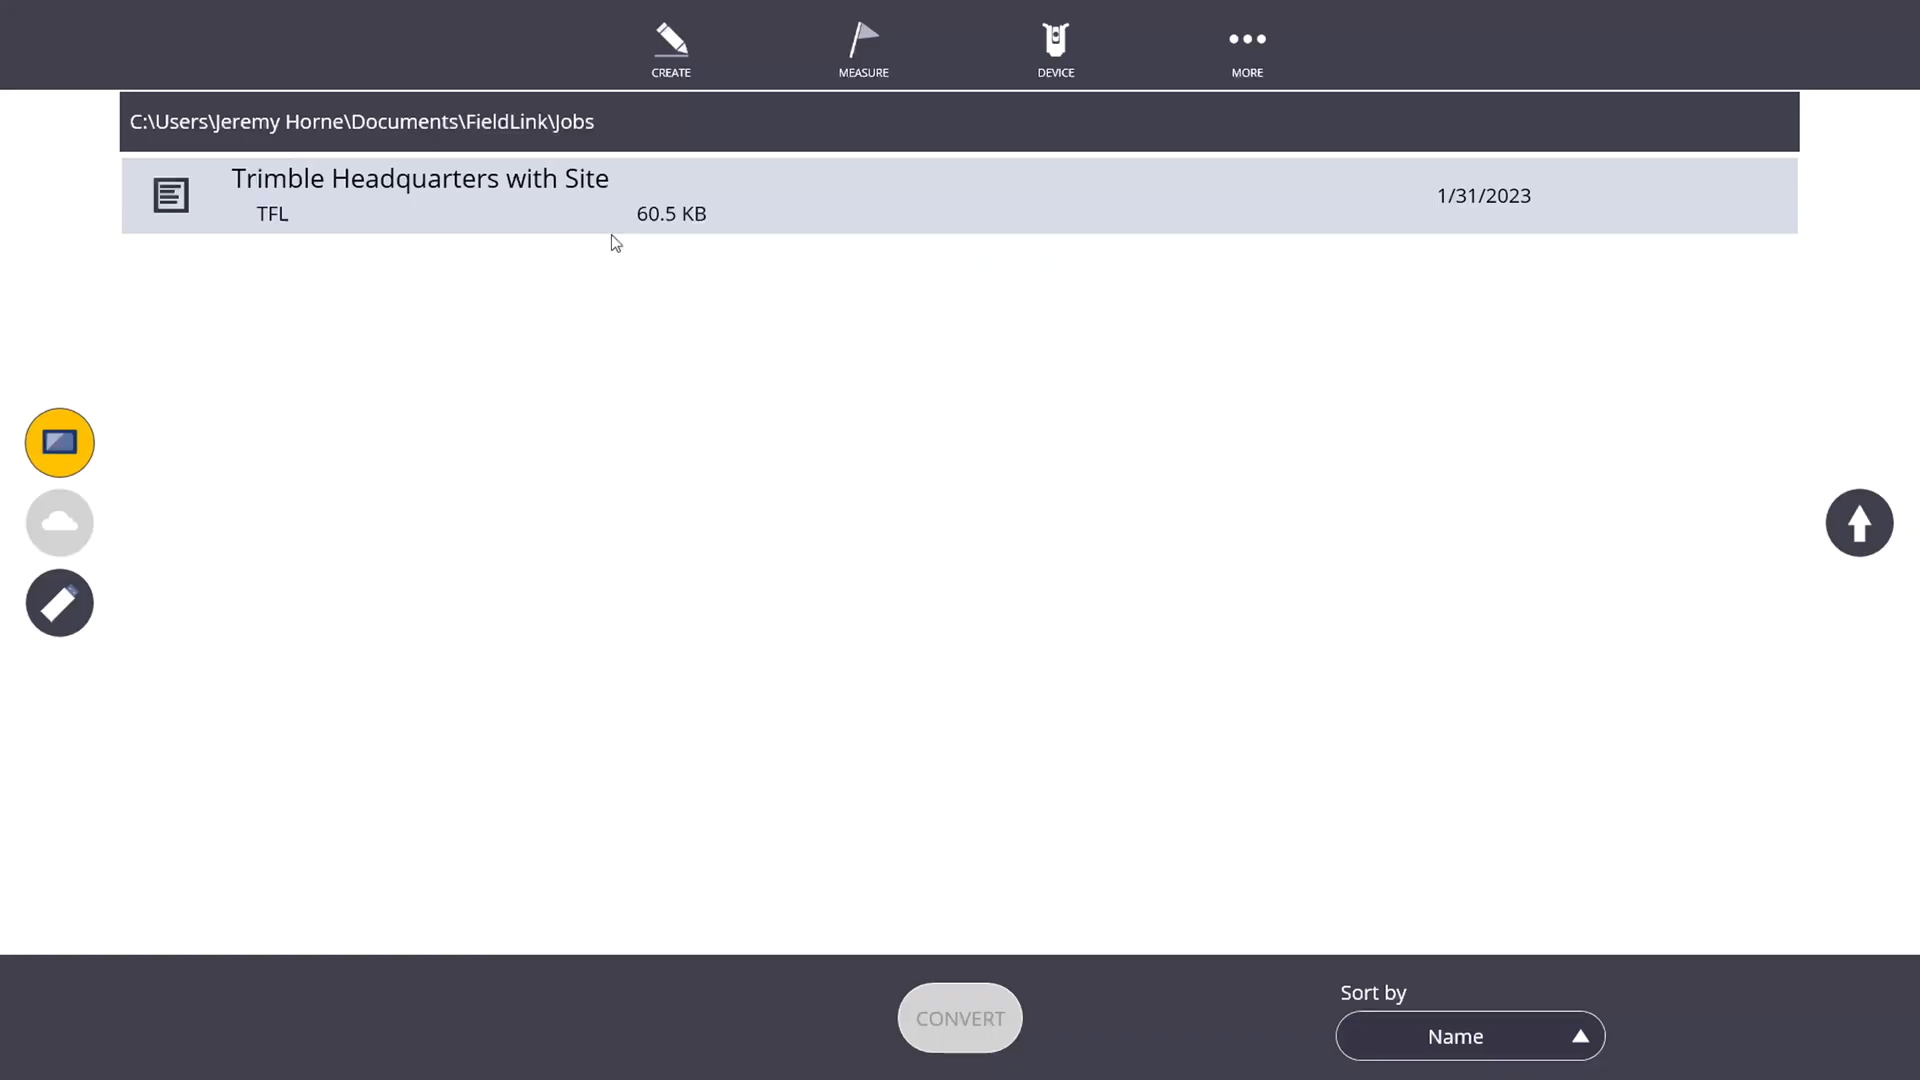 CREATE
MEASURE
DEVICE
MORE
C:\Users\Jeremy Horne\Documents\FieldLink\Jobs
Trimble Headquarters with Site
TFL
60.5 KB
1/31/2023
CONVERT
Sort by
Name